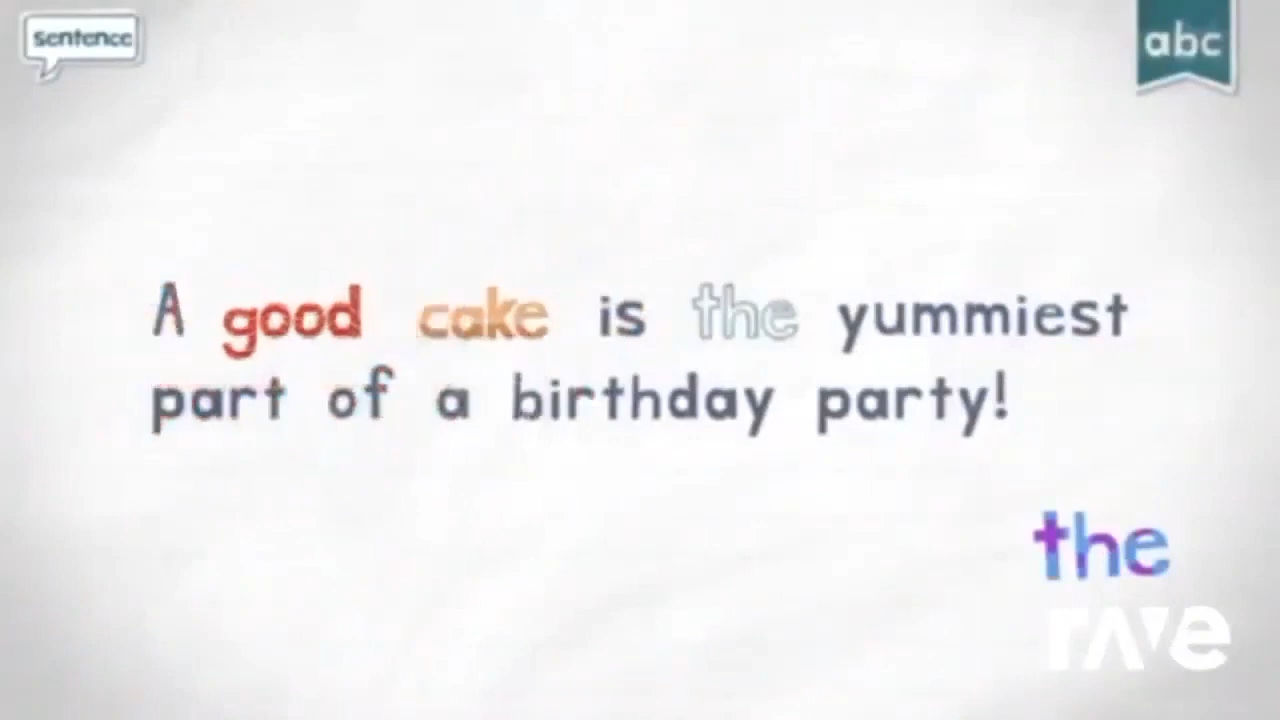 sentence
abc
A good cake is the yummiest
part of a birthday party!
the
rave